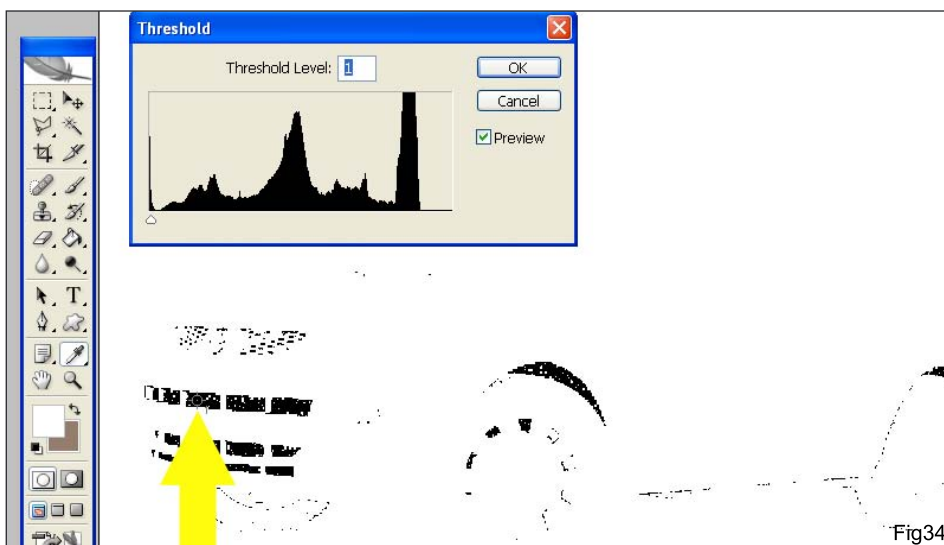 Threshold
Threshold Level: 1
OK
Cancel
Preview
T
Fig34